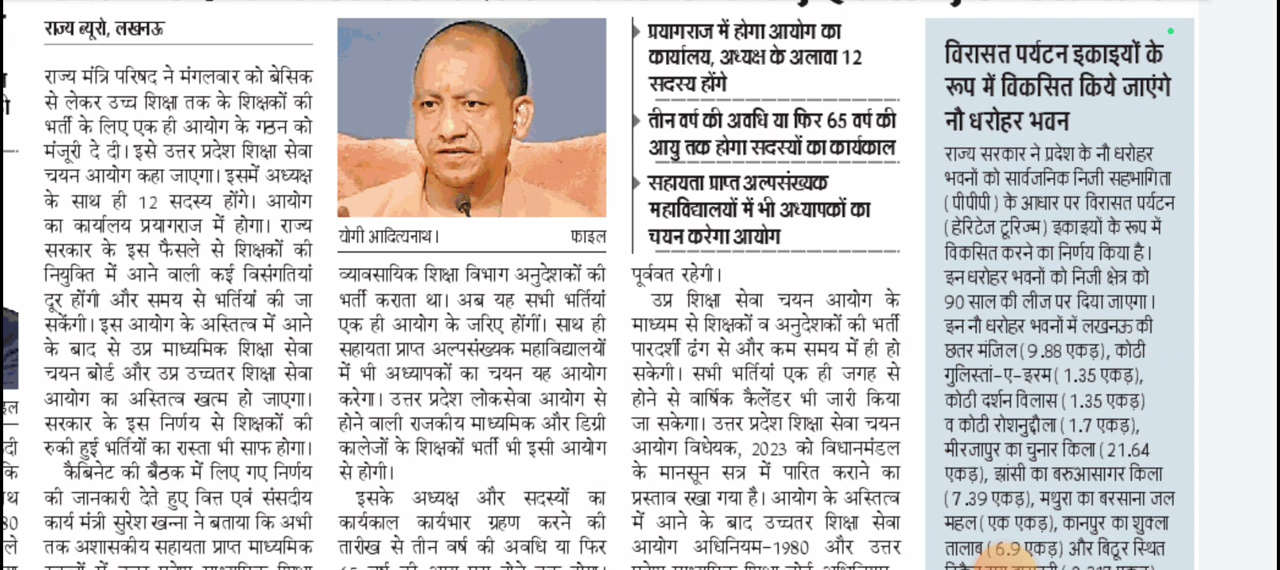 राज्य ब्यूरो, लखनऊ
राज्य मंत्रि परिषद ने मंगलवार को बेसिक
से लेकर उच्च शिक्षा तक के शिक्षकों की
भर्ती के लिए एक ही आयोग के गठन को
मंजूरी दे दी। इसे उत्तर प्रदेश शिक्षा सेवा
चयन आयोग कहा जाएगा। इसमें अध्यक्ष
के साथ ही 12 सदस्य होंगे। आयोग
का कार्यालय प्रयागराज में होगा। राज्य
सरकार के इस फैसले से शिक्षकों की
नियुक्ति में आने वाली कई विसंगतियां
दूर होंगी और समय से भर्तियां की जा
सकेंगी। इस आयोग के अस्तित्व में आने
के बाद से उप्र माध्यमिक शिक्षा सेवा
चयन बोर्ड और उप्र उच्चतर शिक्षा सेवा
आयोग का अस्तित्व खत्म हो जाएगा।
सरकार के इस निर्णय से शिक्षकों की
रुकी हुई भर्तियों का रास्ता भी साफ होगा।
कैबिनेट की बैठक में लिए गए निर्णय
की जानकारी देते हुए वित्त एवं संसदीय
कार्य मंत्री सुरेश खन्ना ने बताया कि अभी
तक अशासकीय सहायता प्राप्त माध्यमिक
योगी आदित्यनाथ। फाइल
व्यावसायिक शिक्षा विभाग अनुदेशकों की
भर्ती कराता था। अब यह सभी भर्तियां
एक ही आयोग के जरिए होंगीं। साथ ही
सहायता प्राप्त अल्पसंख्यक महाविद्यालयों
में भी अध्यापकों का चयन यह आयोग
करेगा। उत्तर प्रदेश लोकसेवा आयोग से
होने वाली राजकीय माध्यमिक और डिग्री
कालेजों के शिक्षकों भर्ती भी इसी आयोग
से होगी।
इसके अध्यक्ष और सदस्यों का
कार्यकाल कार्यभार ग्रहण करने की
तारीख से तीन वर्ष की अवधि या फिर
प्रयागराज में होगा आयोग का
कार्यालय, अध्यक्ष के अलावा 12
सदस्य होंगे
तीन वर्ष की अवधि या फिर 65 वर्ष की
आयु तक होगा सदस्यों का कार्यकाल
सहायता प्राप्त अल्पसंख्यक
महाविद्यालयों में भी अध्यापकों का
चयन करेगा आयोग
पूर्ववत रहेगी।
उप्र शिक्षा सेवा चयन आयोग के
माध्यम से शिक्षकों व अनुदेशकों की भर्ती
पारदर्शी ढंग से और कम समय में ही हो
सकेगी। सभी भर्तियां एक ही जगह से
होने से वार्षिक कैलेंडर भी जारी किया
जा सकेगा। उत्तर प्रदेश शिक्षा सेवा चयन
आयोग विधेयक, 2023 को विधानमंडल
के मानसून सत्र में पारित कराने का
प्रस्ताव रखा गया है। आयोग के अस्तित्व
में आने के बाद उच्चतर शिक्षा सेवा
आयोग अधिनियम-1980 और उत्तर
विरासत पर्यटन इकाइयों के
रूप में विकसित किये जाएंगे
नौ धरोहर भवन
राज्य सरकार ने प्रदेश के नौ धरोहर
भवनों को सार्वजनिक निजी सहभागिता
(पीपीपी) के आधार पर विरासत पर्यटन
(हेरिटेज टूरिज्म) इकाइयों के रूप में
विकसित करने का निर्णय किया है।
इन धरोहर भवनों को निजी क्षेत्र को
90 साल की लीज पर दिया जाएगा।
इन नौ धरोहर भवनों में लखनऊ की
छतर मंजिल (9.88 एकड़), कोठी
गुलिस्तां-ए-इरम (1.35 एकड़),
कोठी दर्शन विलास (1.35 एकड़)
व कोठी रोशनुद्दौला (1.7 एकड़),
मीरजापुर का चुनार किला (21.64
एकड़), झांसी का बरुआसागर किला
(7.39 एकड़), मथुरा का बरसाना जल
महल (एक एकड़), कानपुर का शुक्ला
तालाब (6.9 एकड़) और बिठूर स्थित